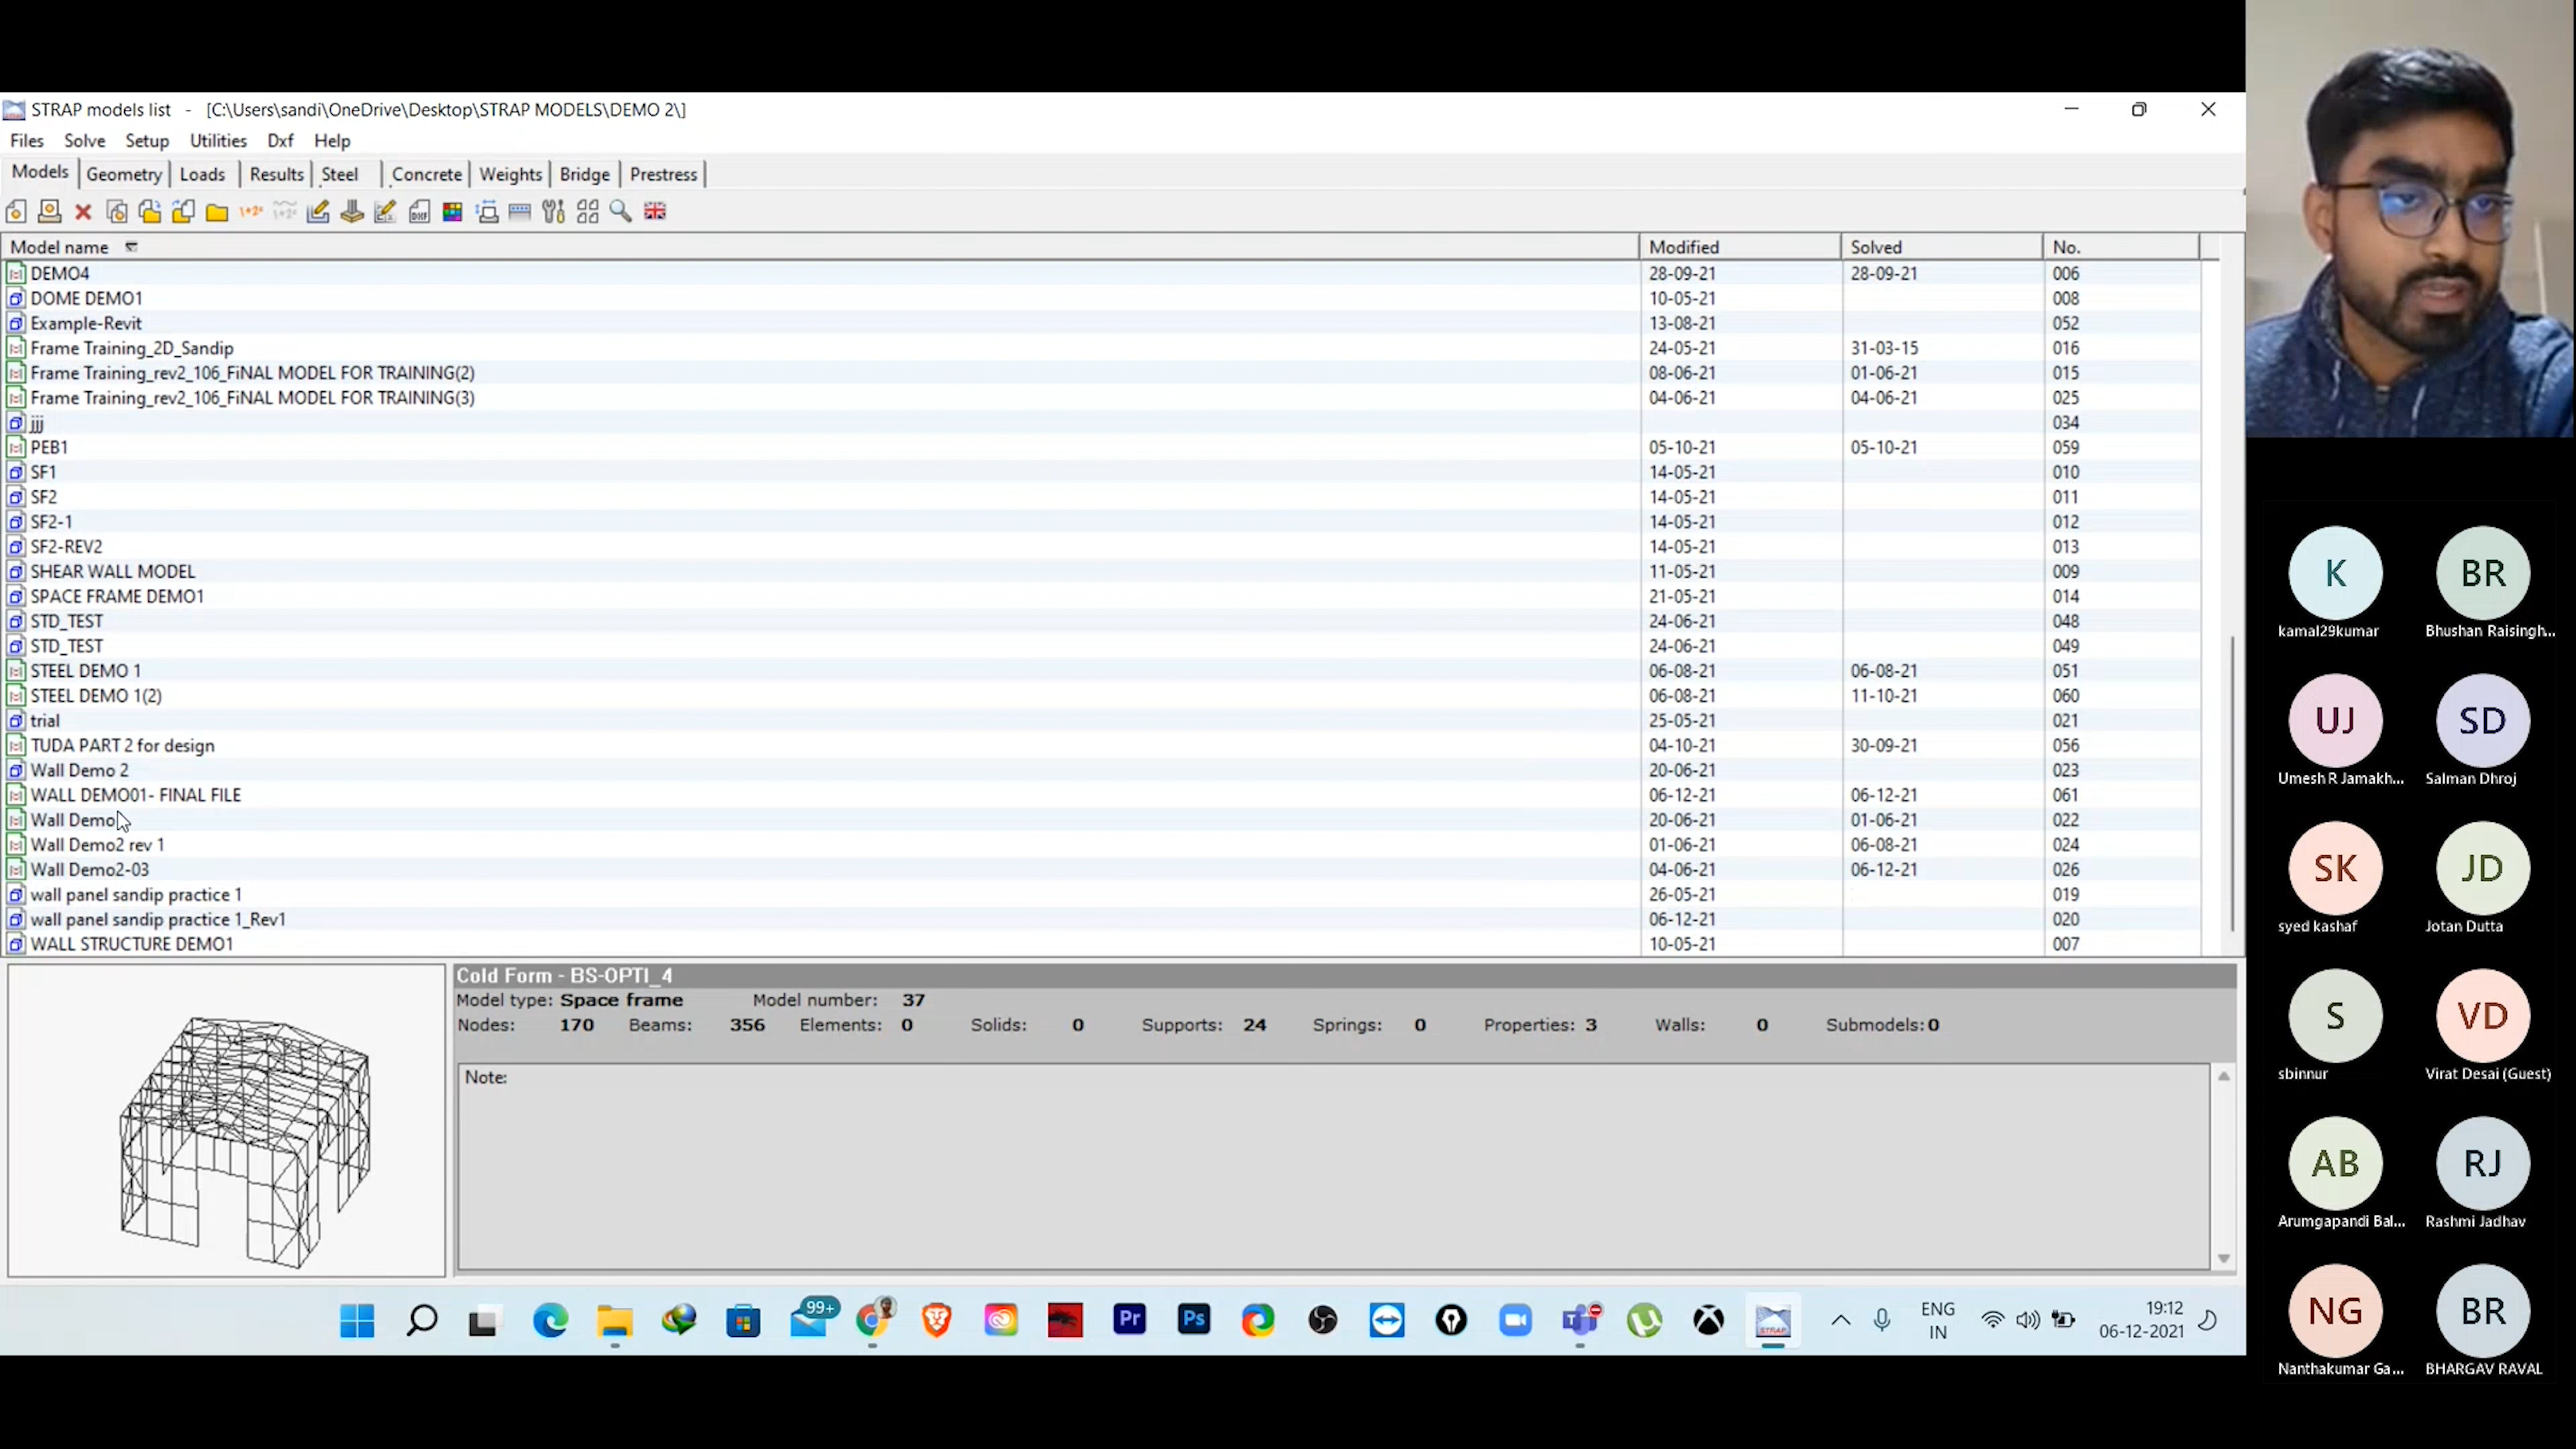 STRAP models list - [C:\Users\sandi\OneDrive\Desktop\STRAP MODELS\DEMO 2\]
Files Solve Setup Utilities Dxf Help
Models Geometry Loads Results Steel Concrete Weights Bridge Prestress
Model name Modified Solved No.
DEMO4 28-09-21 28-09-21 006
DOME DEMO1 10-05-21 008
Example-Revit 13-08-21 052
Frame Training_2D_Sandip 24-05-21 31-03-15 016
Frame Training_rev2_106_FiNAL MODEL FOR TRAINING(2) 08-06-21 01-06-21 015
Frame Training_rev2_106_FiNAL MODEL FOR TRAINING(3) 04-06-21 04-06-21 025
jjjj 034
PEB1 05-10-21 05-10-21 059
SF1 14-05-21 010
SF2 14-05-21 011
SF2-1 14-05-21 012
SF2-REV2 14-05-21 013
SHEAR WALL MODEL 11-05-21 009
SPACE FRAME DEMO1 21-05-21 014
STD_TEST 24-06-21 048
STD_TEST 24-06-21 049
STEEL DEMO 1 06-08-21 06-08-21 051
STEEL DEMO 1(2) 06-08-21 11-10-21 060
trial 25-05-21 021
TUDA PART 2 for design 04-10-21 30-09-21 056
Wall Demo 2 20-06-21 023
WALL DEMO01- FINAL FILE 06-12-21 06-12-21 061
Wall Demo 20-06-21 01-06-21 022
Wall Demo2 rev 1 01-06-21 06-08-21 024
Wall Demo2-03 04-06-21 06-12-21 026
wall panel sandip practice 1 26-05-21 019
wall panel sandip practice 1_Rev1 06-12-21 020
WALL STRUCTURE DEMO1 10-05-21 007
Cold Form - BS-OPTI_4
Model type: Space frame Model number: 37
Nodes: 170 Beams: 356 Elements: 0 Solids: 0 Supports: 24 Springs: 0 Properties: 3 Walls: 0 Submodels: 0
Note:
99+
Pr
Ps
STRAP
ENG
IN
19:12
06-12-2021
K BR
kamal29kumar Bhushan Raisingh...
UJ SD
Umesh R Jamakh... Salman Dhroj
SK JD
syed kashaf Jotan Dutta
S VD
sbinnur Virat Desai (Guest)
AB RJ
Arumgapandi Bal... Rashmi Jadhav
NG BR
Nanthakumar Ga... BHARGAV RAVAL